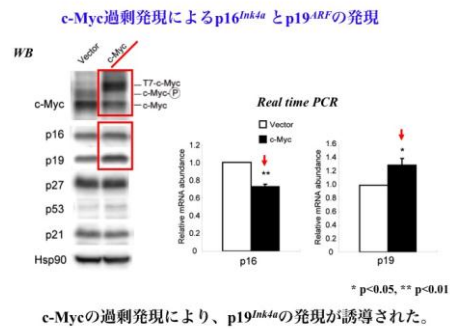 c-Myc過剰発現によるp16Ink4a とp19ARFの発現
WB
Vector
c-Myc
T7-c-Myc
c-Myc-P
c-Myc
c-Myc
p16
p19
p27
p53
p21
Hsp90
Real time PCR
Vector
c-Myc
Relative mRNA abundance
1.2
1.0
0.8
0.6
0.4
0.2
0
**
p16
Relative mRNA abundance
1.6
1.4
1.2
1.0
0.8
0.6
0.4
0.2
0
*
p19
* p<0.05, ** p<0.01
c-Mycの過剰発現により、p19Ink4aの発現が誘導された。